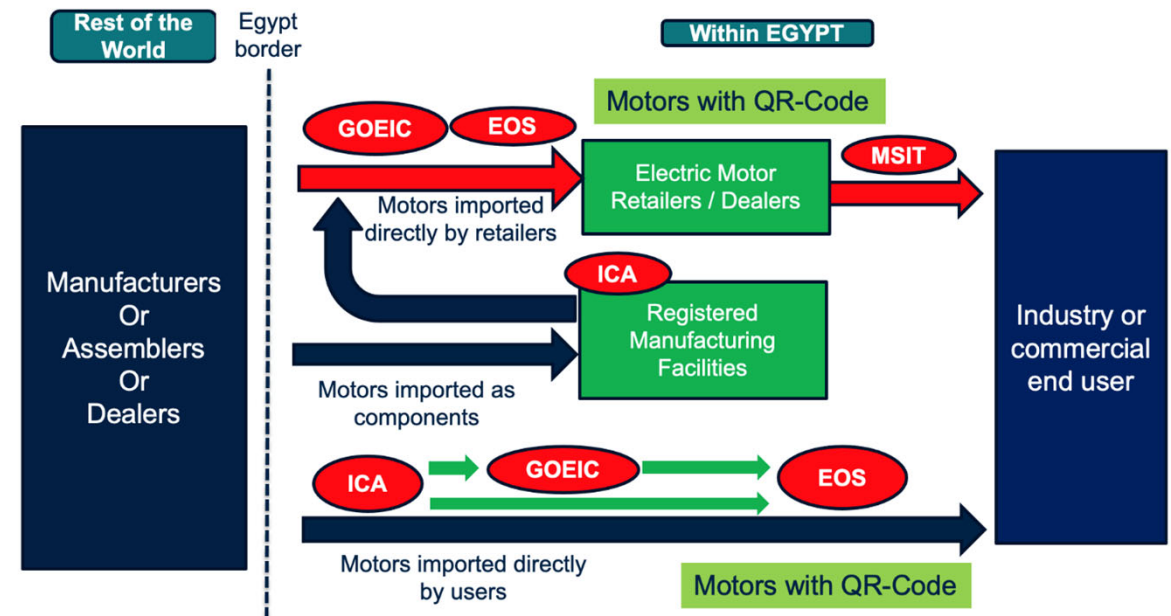 Rest of the
World
Egypt
border
Within EGYPT
Motors with QR-Code
GOEIC
EOS
MSIT
Electric Motor
Retailers / Dealers
Motors imported
directly by retailers
ICA
Manufacturers
Or
Assemblers
Or
Dealers
Registered
Manufacturing
Facilities
Industry or
commercial
end user
Motors imported as
components
ICA
GOEIC
EOS
Motors imported directly
by users
Motors with QR-Code